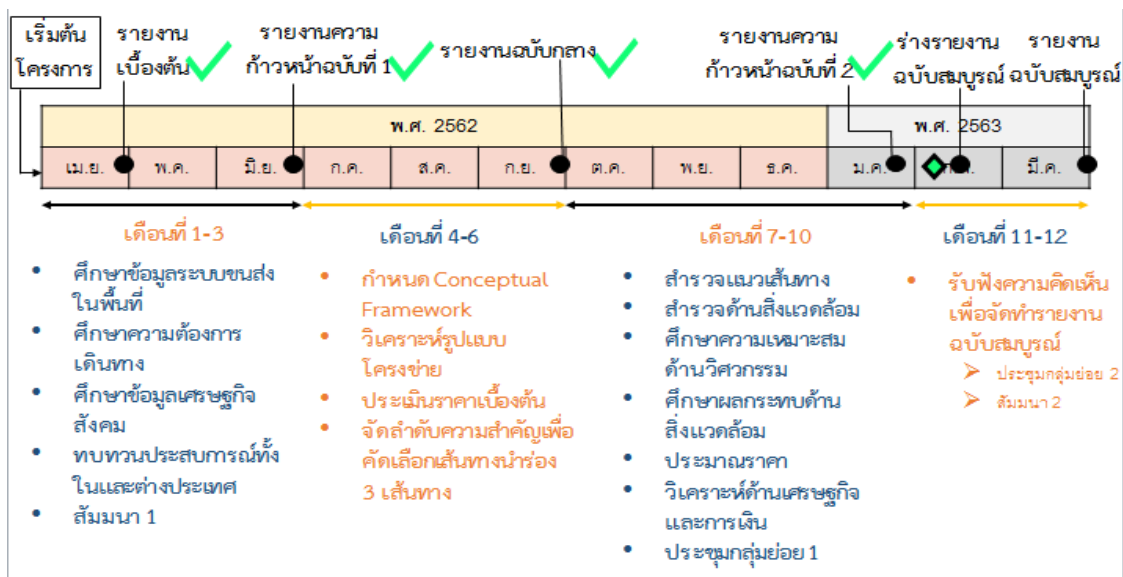 เริ่มต้น
โครงการ
รายงาน
เบื้องต้น
รายงานความ
ก้าวหน้าฉบับที่ 1
รายงานฉบับกลาง
รายงานความ
ก้าวหน้าฉบับที่ 2
ร่างรายงาน
ฉบับสมบูรณ์
รายงาน
ฉบับสมบูรณ์
พ.ศ. 2562
พ.ศ. 2563
เม.ย.
พ.ค.
มิ.ย.
ก.ค.
ส.ค.
ก.ย.
ต.ค.
พ.ย.
ธ.ค.
ม.ค.
มี.ค.
เดือนที่ 1-3
• ศึกษาข้อมูลระบบขนส่ง
ในพื้นที่
• ศึกษาความต้องการ
เดินทาง
• ศึกษาข้อมูลเศรษฐกิจ
สังคม
• ทบทวนประสบการณ์ทั้ง
ในและต่างประเทศ
• สัมมนา 1
เดือนที่ 4-6
• กำหนด Conceptual
Framework
• วิเคราะห์รูปแบบ
โครงข่าย
• ประเมินราคาเบื้องต้น
• จัดลำดับความสำคัญเพื่อ
คัดเลือกเส้นทางนำร่อง
3 เส้นทาง
เดือนที่ 7-10
• สำรวจแนวเส้นทาง
• สำรวจด้านสิ่งแวดล้อม
• ศึกษาความเหมาะสม
ด้านวิศวกรรม
• ศึกษาผลกระทบด้าน
สิ่งแวดล้อม
• ประมาณราคา
• วิเคราะห์ด้านเศรษฐกิจ
และการเงิน
• ประชุมกลุ่มย่อย 1
เดือนที่ 11-12
• รับฟังความคิดเห็น
เพื่อจัดทำรายงาน
ฉบับสมบูรณ์
➢ ประชุมกลุ่มย่อย 2
➢ สัมมนา 2